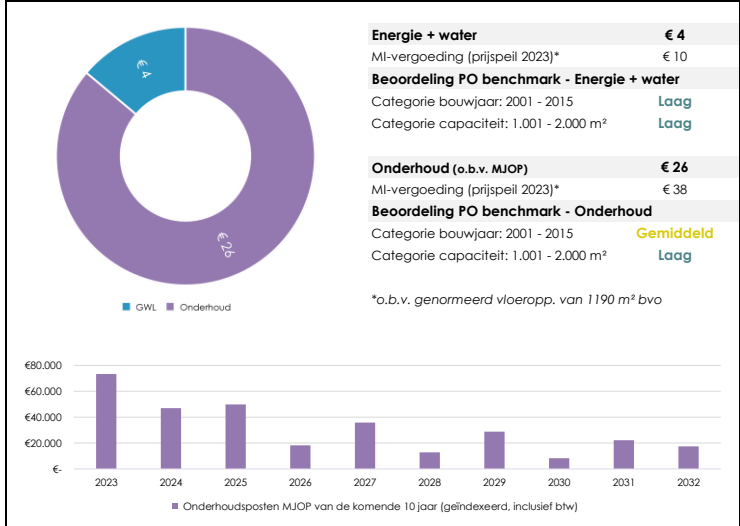 € 4
€ 26
GWL Onderhoud
Energie + water € 4
MI-vergoeding (prijspeil 2023)* € 10
Beoordeling PO benchmark - Energie + water
Categorie bouwjaar: 2001 - 2015 Laag
Categorie capaciteit: 1.001 - 2.000 m² Laag
Onderhoud (o.b.v. MJOP) € 26
MI-vergoeding (prijspeil 2023)* € 38
Beoordeling PO benchmark - Onderhoud
Categorie bouwjaar: 2001 - 2015 Gemiddeld
Categorie capaciteit: 1.001 - 2.000 m² Laag
*o.b.v. genormeerd vloeropp. van 1190 m² bvo
€80.000
€60.000
€40.000
€20.000
€-
2023 2024 2025 2026 2027 2028 2029 2030 2031 2032
Onderhoudsposten MJOP van de komende 10 jaar (geïndexeerd, inclusief btw)